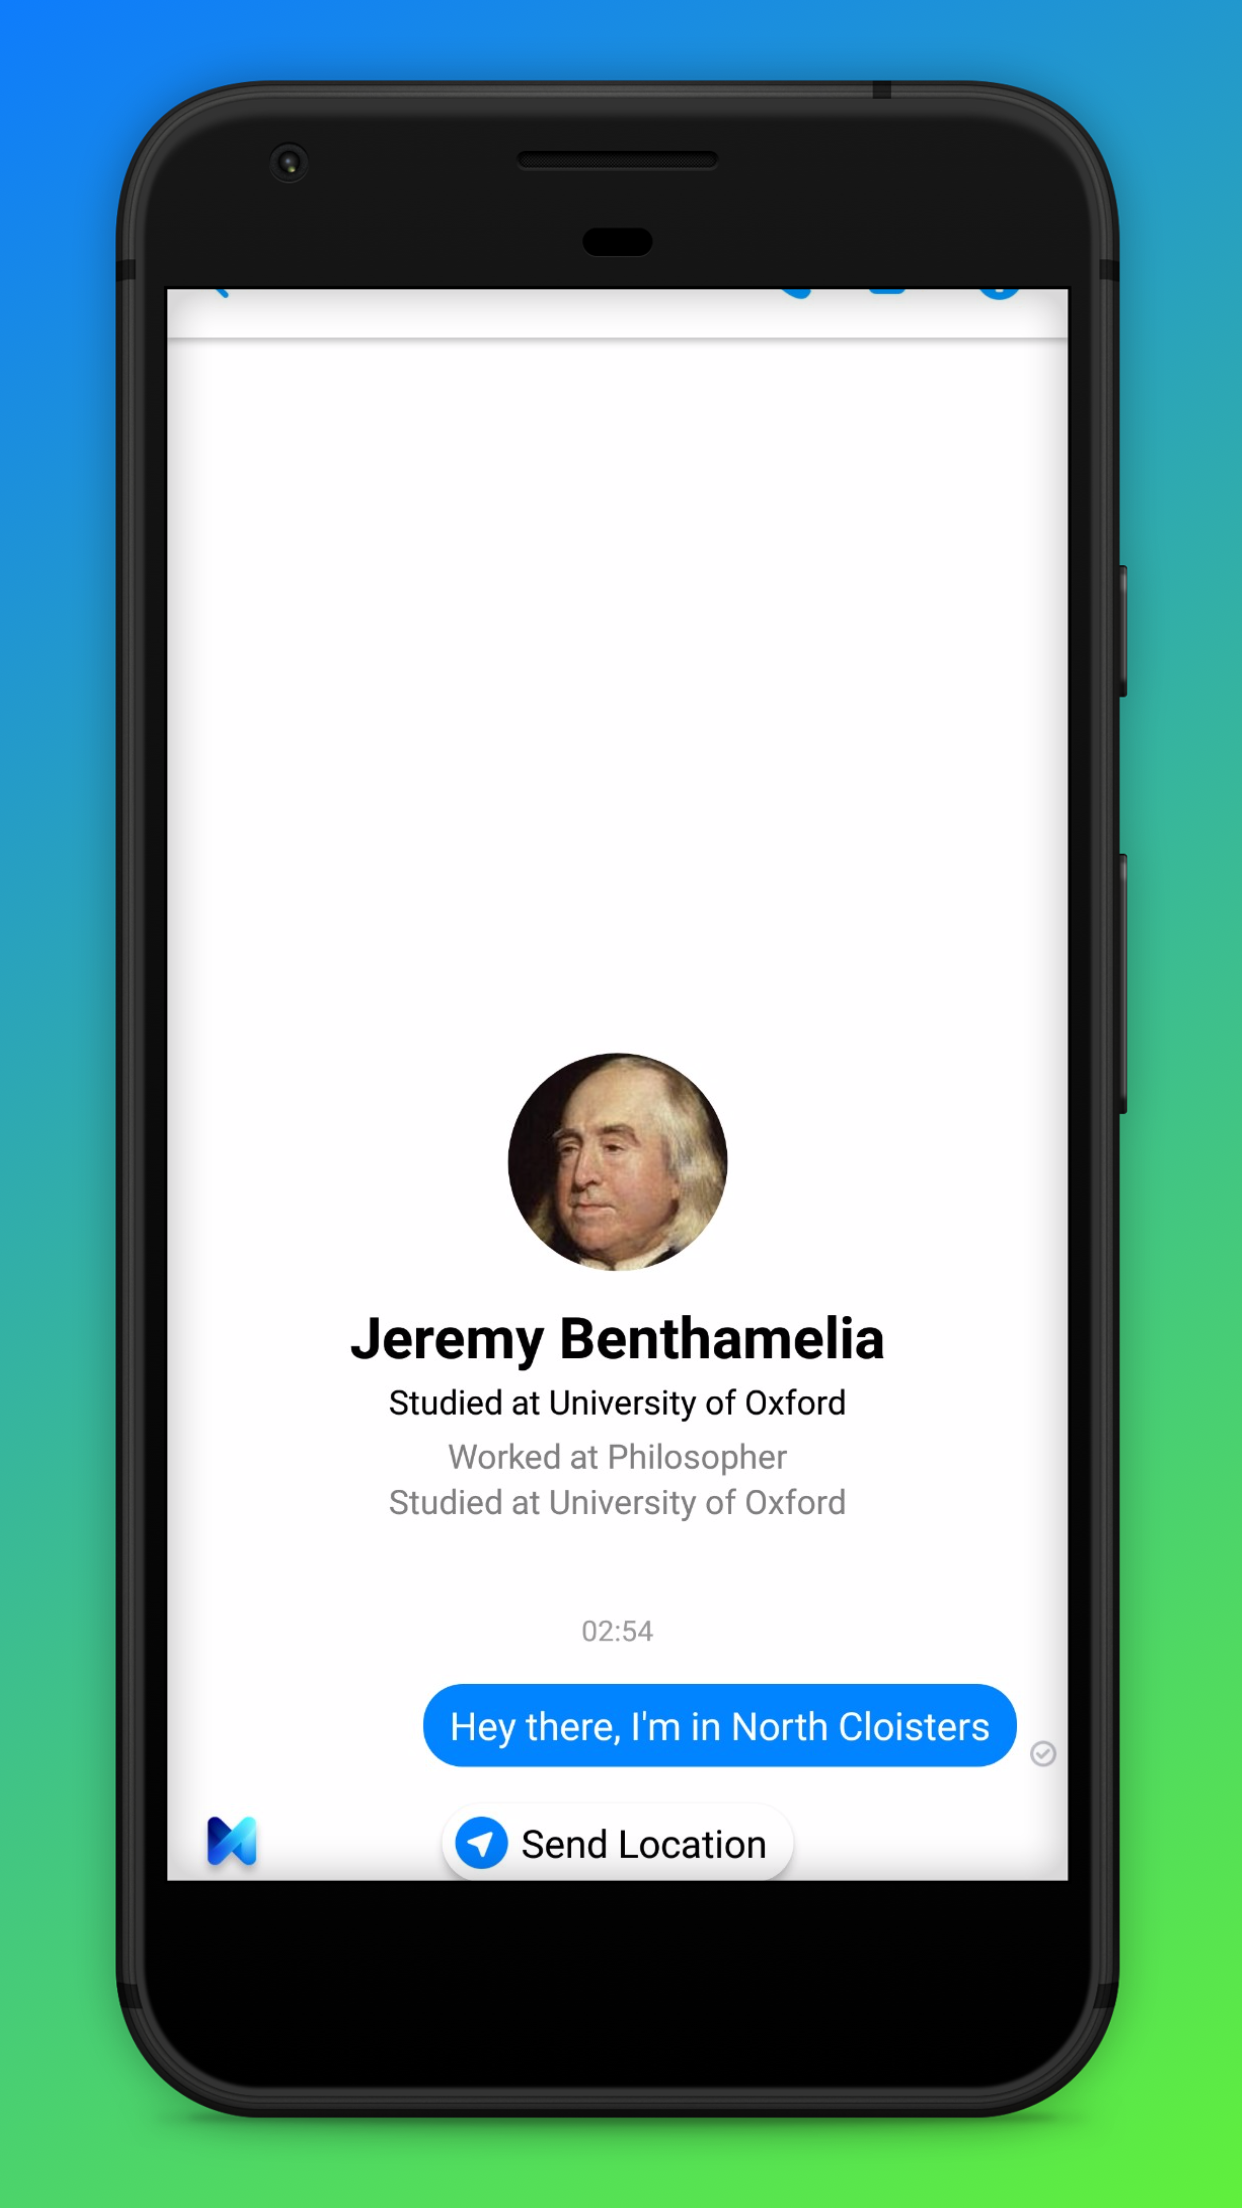 Jeremy Benthamelia
Studied at University of Oxford
Worked at Philosopher
Studied at University of Oxford
02:54
Hey there, I'm in North Cloisters
Send Location